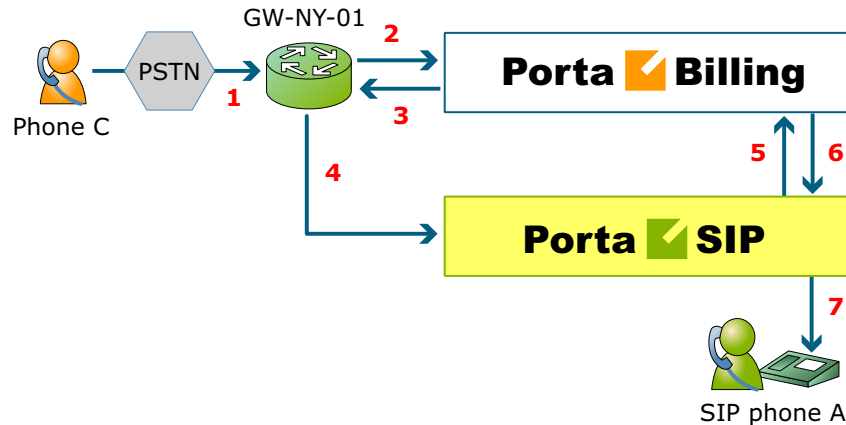 GW-NY-01
2
PSTN
Porta Billing
1
3
Phone C
4
5
6
Porta SIP
7
SIP phone A